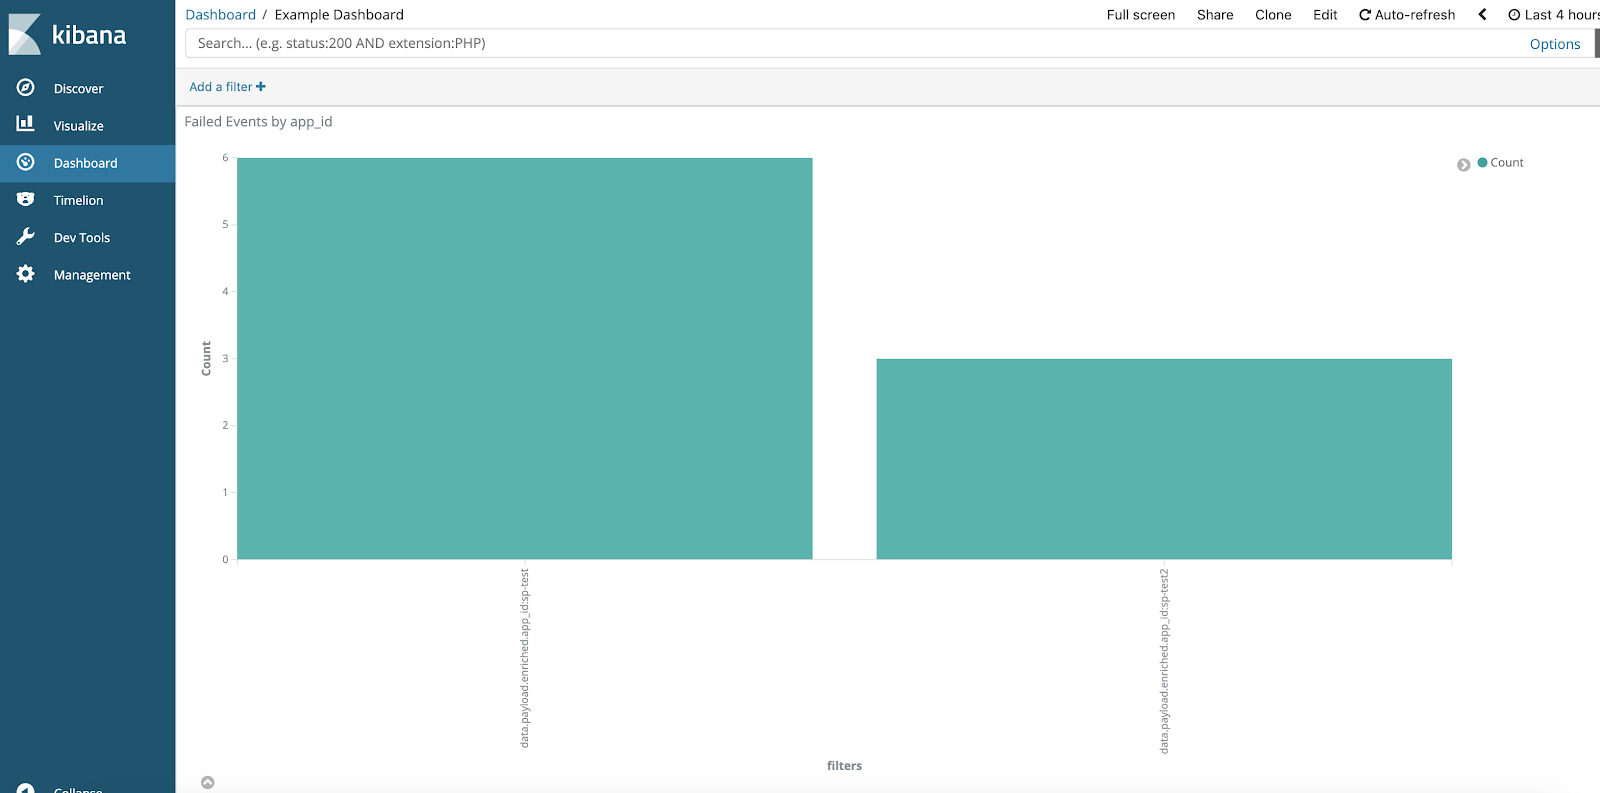 kibana
Discover
Visualize
Dashboard
Timelion
Dev Tools
Management
Collapse
Dashboard / Example Dashboard
Full screen Share Clone Edit Auto-refresh Last 4 hours
Search... (e.g. status:200 AND extension:PHP)
Options
Add a filter +
Failed Events by app_id
Count
6
5
4
3
2
1
0
Count
data.payload.enriched.app_id:sp-test
data.payload.enriched.app_id:sp-test2
filters